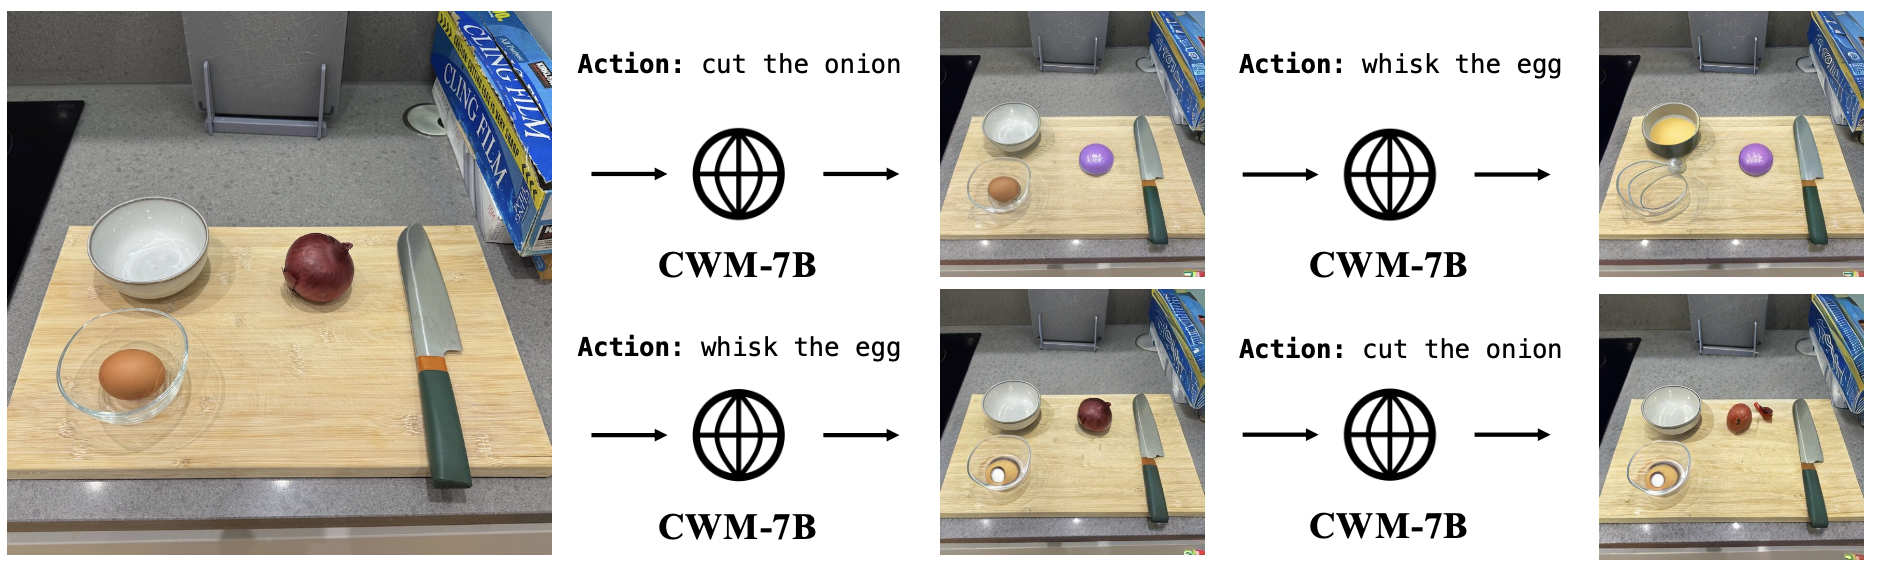 CLING FILM
CLING FILM
Action: cut the onion
CWM-7B
Action: whisk the egg
CWM-7B
Action: whisk the egg
CWM-7B
Action: cut the onion
CWM-7B